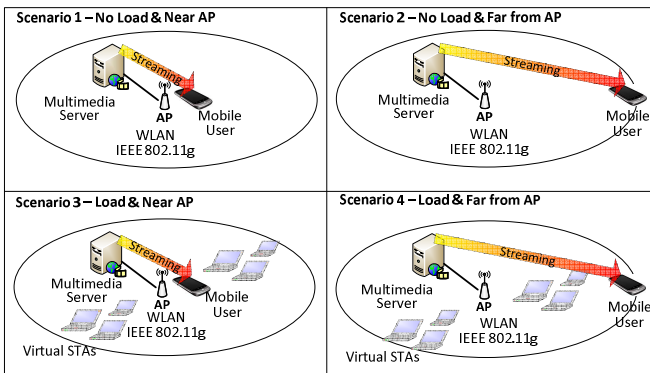 Scenario 1 – No Load & Near AP
Streaming
Multimedia
Server
Mobile
User
AP
WLAN
IEEE 802.11g
Scenario 2 – No Load & Far from AP
Streaming
Multimedia
Server
Mobile
User
AP
WLAN
IEEE 802.11g
Scenario 3 – Load & Near AP
Streaming
Multimedia
Server
Mobile
User
AP
WLAN
IEEE 802.11g
Virtual STAs
Scenario 4 – Load & Far from AP
Streaming
Multimedia
Server
Mobile
User
AP
WLAN
IEEE 802.11g
Virtual STAs